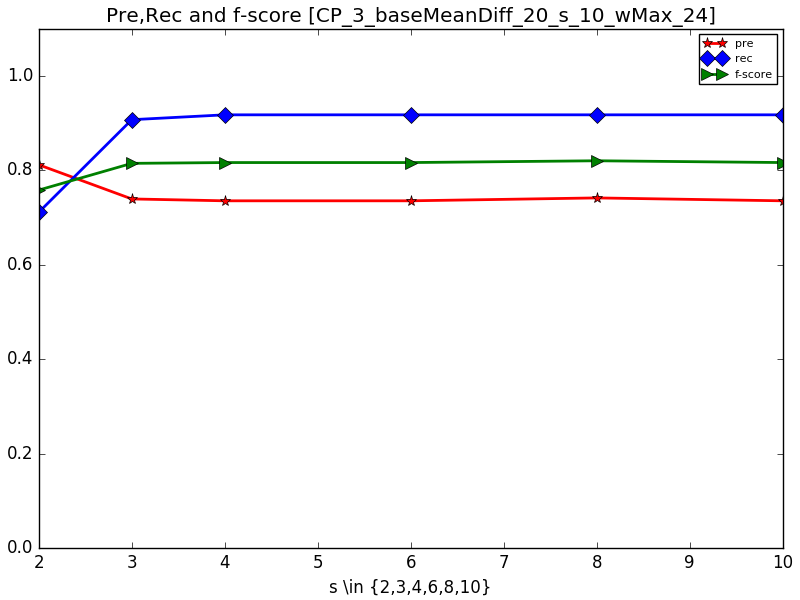 Pre,Rec and f-score [CP_3_baseMeanDiff_20_s_10_wMax_24]
pre
rec
f-score
1.0
0.8
0.6
0.4
0.2
0.0
2 3 4 5 6 7 8 9 10
s \in {2,3,4,6,8,10}